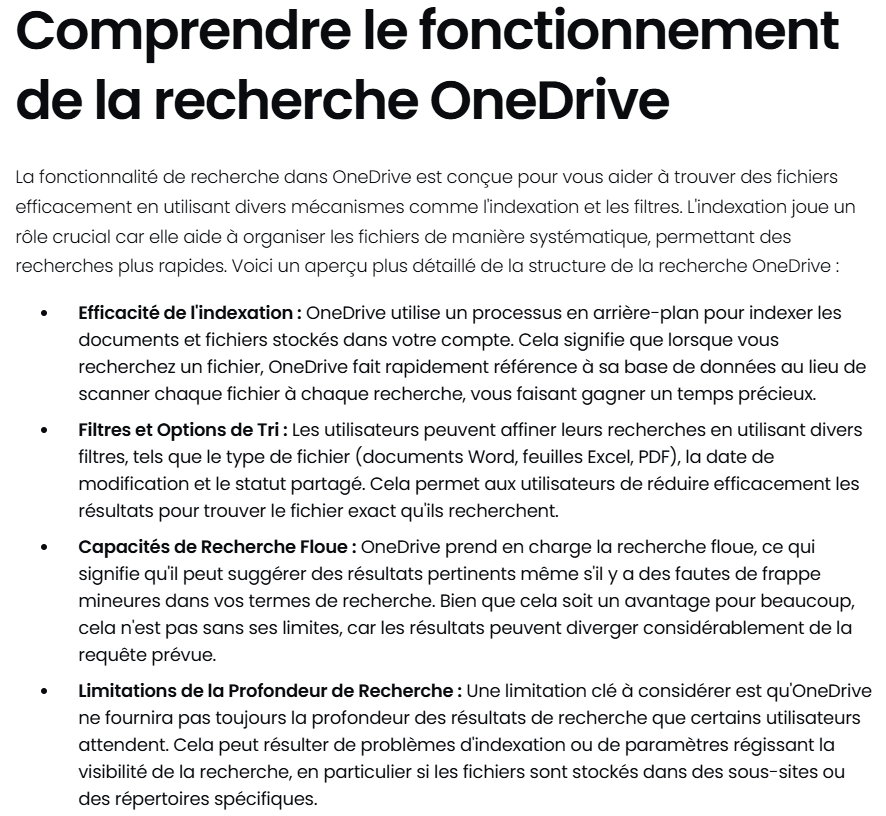 Comprendre le fonctionnement
de la recherche OneDrive
La fonctionnalité de recherche dans OneDrive est conçue pour vous aider à trouver des fichiers
efficacement en utilisant divers mécanismes comme l'indexation et les filtres. L'indexation joue un
rôle crucial car elle aide à organiser les fichiers de manière systématique, permettant des
recherches plus rapides. Voici un aperçu plus détaillé de la structure de la recherche OneDrive :
• Efficacité de l'indexation : OneDrive utilise un processus en arrière-plan pour indexer les
documents et fichiers stockés dans votre compte. Cela signifie que lorsque vous
recherchez un fichier, OneDrive fait rapidement référence à sa base de données au lieu de
scanner chaque fichier à chaque recherche, vous faisant gagner un temps précieux.
• Filtres et Options de Tri : Les utilisateurs peuvent affiner leurs recherches en utilisant divers
filtres, tels que le type de fichier (documents Word, feuilles Excel, PDF), la date de
modification et le statut partagé. Cela permet aux utilisateurs de réduire efficacement les
résultats pour trouver le fichier exact qu'ils recherchent.
• Capacités de Recherche Floue : OneDrive prend en charge la recherche floue, ce qui
signifie qu'il peut suggérer des résultats pertinents même s'il y a des fautes de frappe
mineures dans vos termes de recherche. Bien que cela soit un avantage pour beaucoup,
cela n'est pas sans ses limites, car les résultats peuvent diverger considérablement de la
requête prévue.
• Limitations de la Profondeur de Recherche : Une limitation clé à considérer est qu'OneDrive
ne fournira pas toujours la profondeur des résultats de recherche que certains utilisateurs
attendent. Cela peut résulter de problèmes d'indexation ou de paramètres régissant la
visibilité de la recherche, en particulier si les fichiers sont stockés dans des sous-sites ou
des répertoires spécifiques.